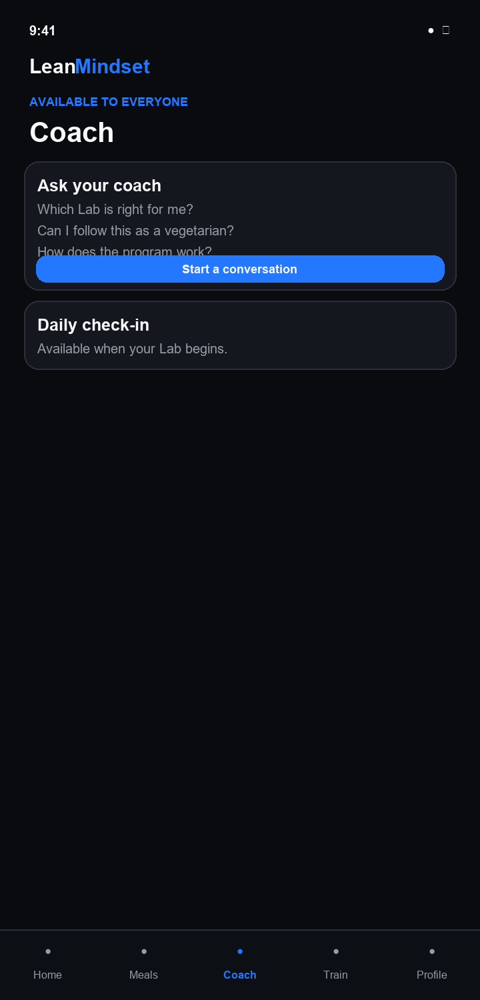 9:41
LeanMindset
AVAILABLE TO EVERYONE
Coach
Ask your coach
Which Lab is right for me?
Can I follow this as a vegetarian?
How does the program work?
Start a conversation
Daily check-in
Available when your Lab begins.
Home Meals Coach Train Profile